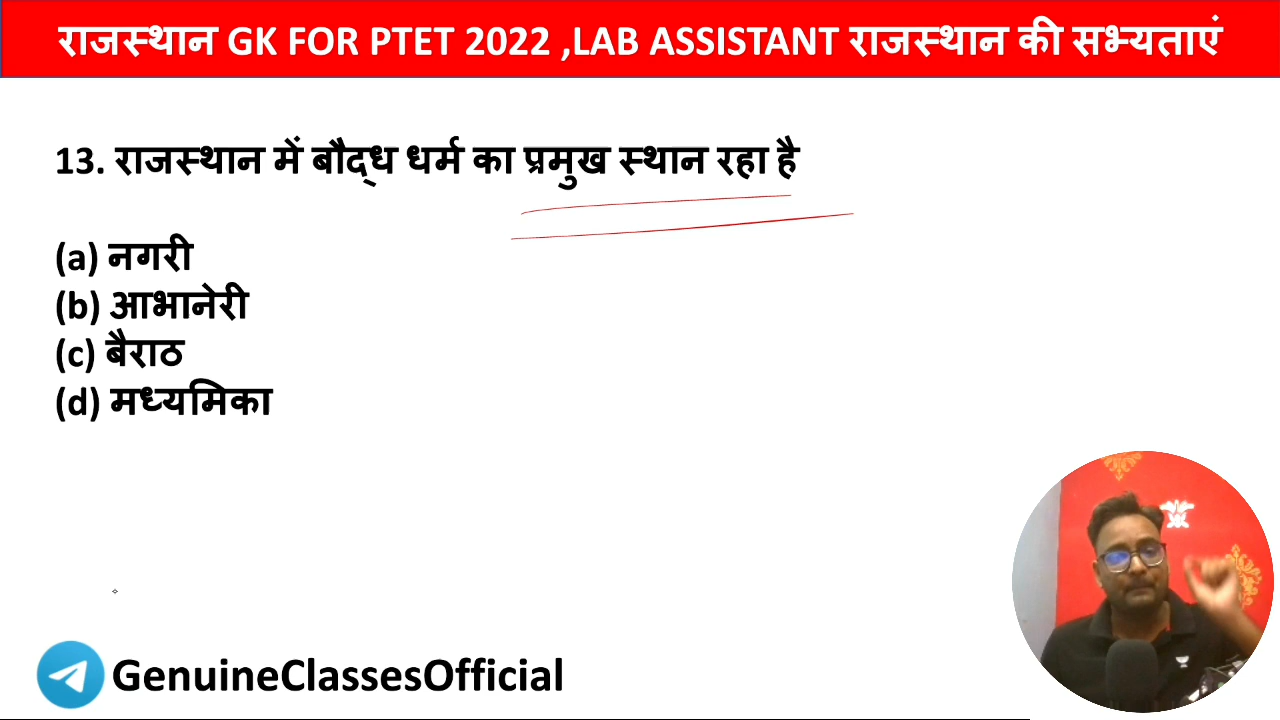 राजस्थान GK FOR PTET 2022 ,LAB ASSISTANT राजस्थान की सभ्यताएं
13. राजस्थान में बौद्ध धर्म का प्रमुख स्थान रहा है
(a) नगरी
(b) आभानेरी
(c) बैराठ
(d) मध्यमिका
GenuineClassesOfficial